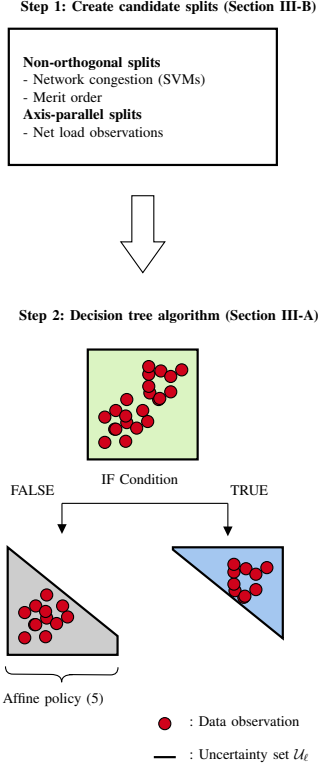 Step 1: Create candidate splits (Section III-B)
Non-orthogonal splits
- Network congestion (SVMs)
- Merit order
Axis-parallel splits
- Net load observations
Step 2: Decision tree algorithm (Section III-A)
IF Condition
FALSE
TRUE
Affine policy (5)
: Data observation
: Uncertainty set 𝒰ℓ